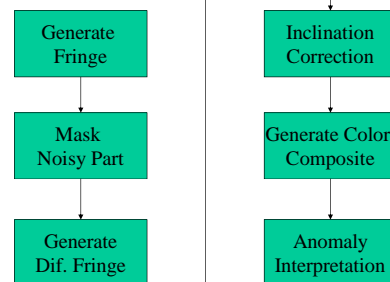 Generate
Fringe
Mask
Noisy Part
Generate
Dif. Fringe
Inclination
Correction
Generate Color
Composite
Anomaly
Interpretation